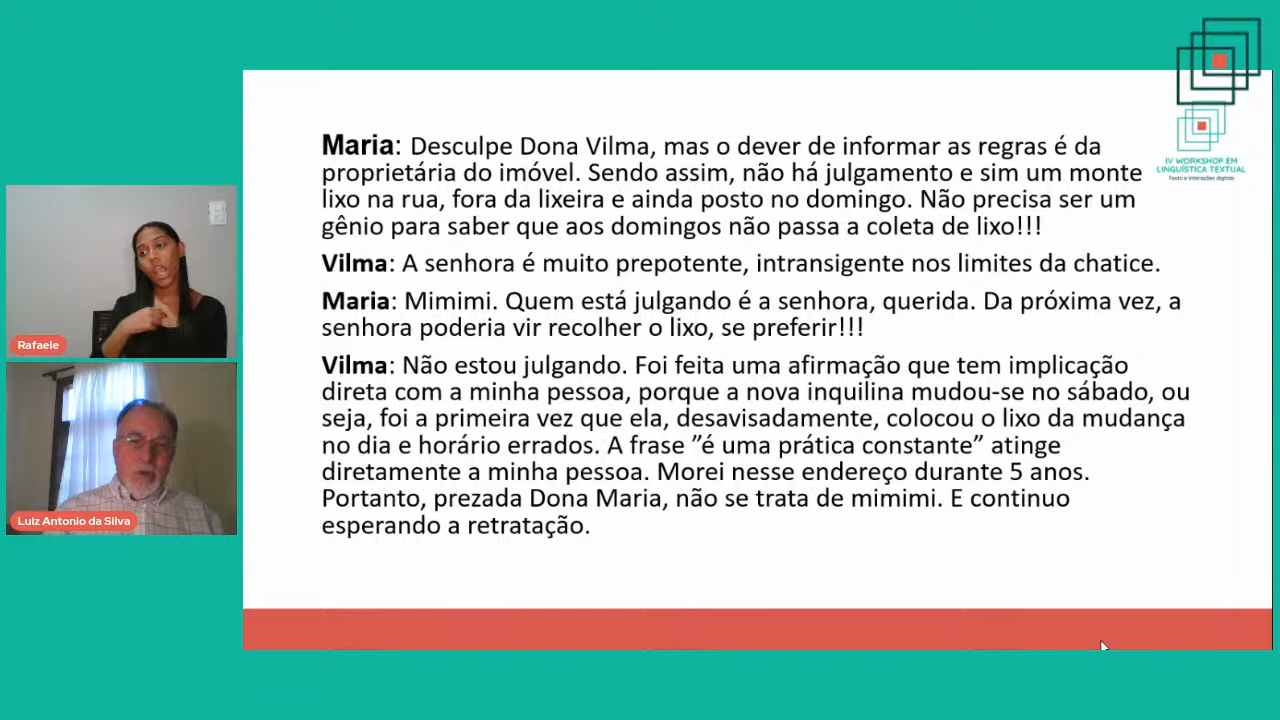 IV WORKSHOP EM
LINGUÍSTICA TEXTUAL
Texto e interações digitais
Maria: Desculpe Dona Vilma, mas o dever de informar as regras é da
proprietária do imóvel. Sendo assim, não há julgamento e sim um monte
lixo na rua, fora da lixeira e ainda posto no domingo. Não precisa ser um
gênio para saber que aos domingos não passa a coleta de lixo!!!
Vilma: A senhora é muito prepotente, intransigente nos limites da chatice.
Maria: Mimimi. Quem está julgando é a senhora, querida. Da próxima vez, a
senhora poderia vir recolher o lixo, se preferir!!!
Vilma: Não estou julgando. Foi feita uma afirmação que tem implicação
direta com a minha pessoa, porque a nova inquilina mudou-se no sábado, ou
seja, foi a primeira vez que ela, desavisadamente, colocou o lixo da mudança
no dia e horário errados. A frase ”é uma prática constante” atinge
diretamente a minha pessoa. Morei nesse endereço durante 5 anos.
Portanto, prezada Dona Maria, não se trata de mimimi. E continuo
esperando a retratação.
Rafaele
Luiz Antonio da Silva